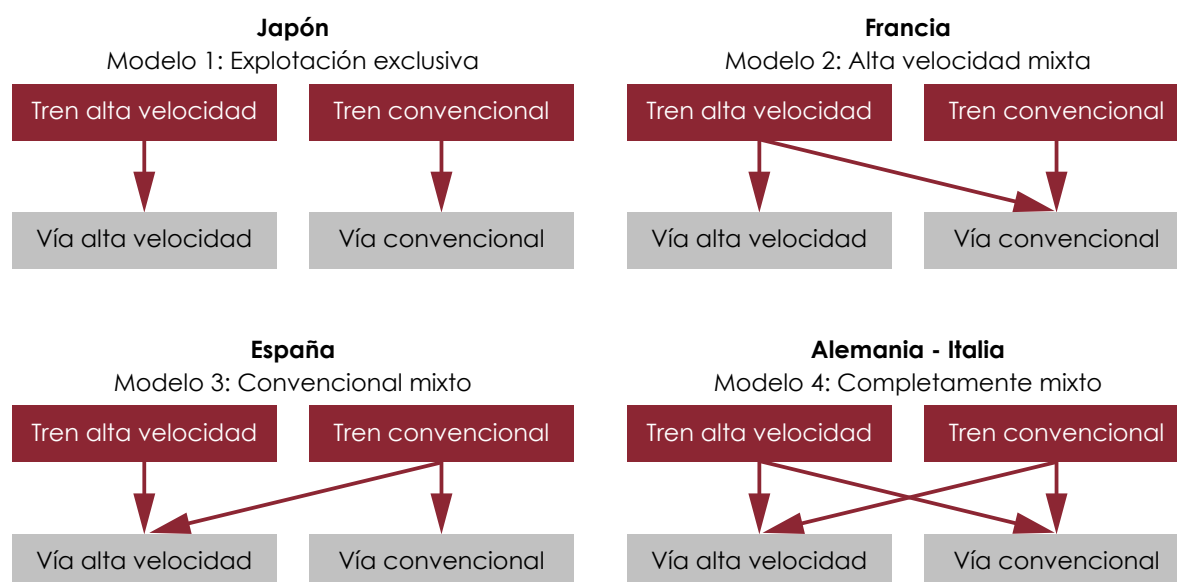 Japón
Modelo 1: Explotación exclusiva
Tren alta velocidad
Tren convencional
Vía alta velocidad
Vía convencional
Francia
Modelo 2: Alta velocidad mixta
Tren alta velocidad
Tren convencional
Vía alta velocidad
Vía convencional
España
Modelo 3: Convencional mixto
Tren alta velocidad
Tren convencional
Vía alta velocidad
Vía convencional
Alemania - Italia
Modelo 4: Completamente mixto
Tren alta velocidad
Tren convencional
Vía alta velocidad
Vía convencional